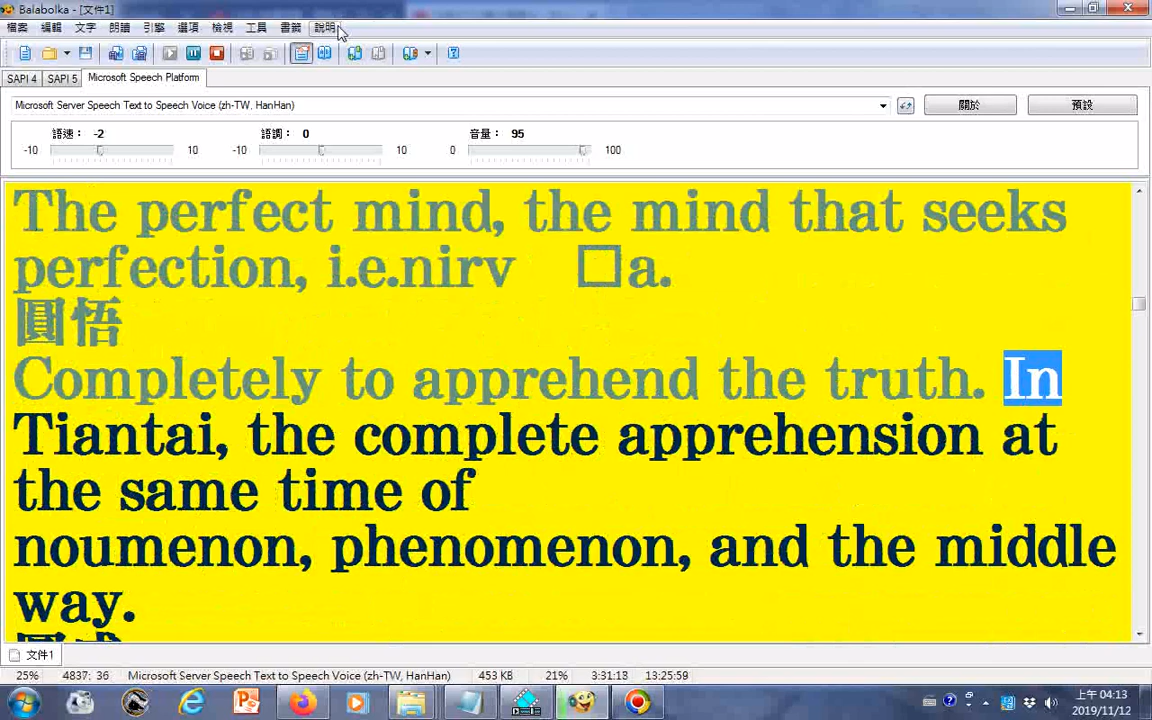 Balabolka - [文件1]
檔案 編輯 文字 朗讀 引擎 選項 檢視 工具 書籤 說明
SAPI 4 SAPI 5 Microsoft Speech Platform
Microsoft Server Speech Text to Speech Voice (zh-TW, HanHan) 關於 預設
語速： -2 語調： 0 音量： 95
-10 10 -10 10 0 100
The perfect mind, the mind that seeks
perfection, i.e.nirv □a.
圓悟
Completely to apprehend the truth. In
Tiantai, the complete apprehension at
the same time of
noumenon, phenomenon, and the middle
way.
文件1
25% 4837: 36 Microsoft Server Speech Text to Speech Voice (zh-TW, HanHan) 453 KB 21% 3:31:13 13:25:59
上午 04:13
2019/11/12